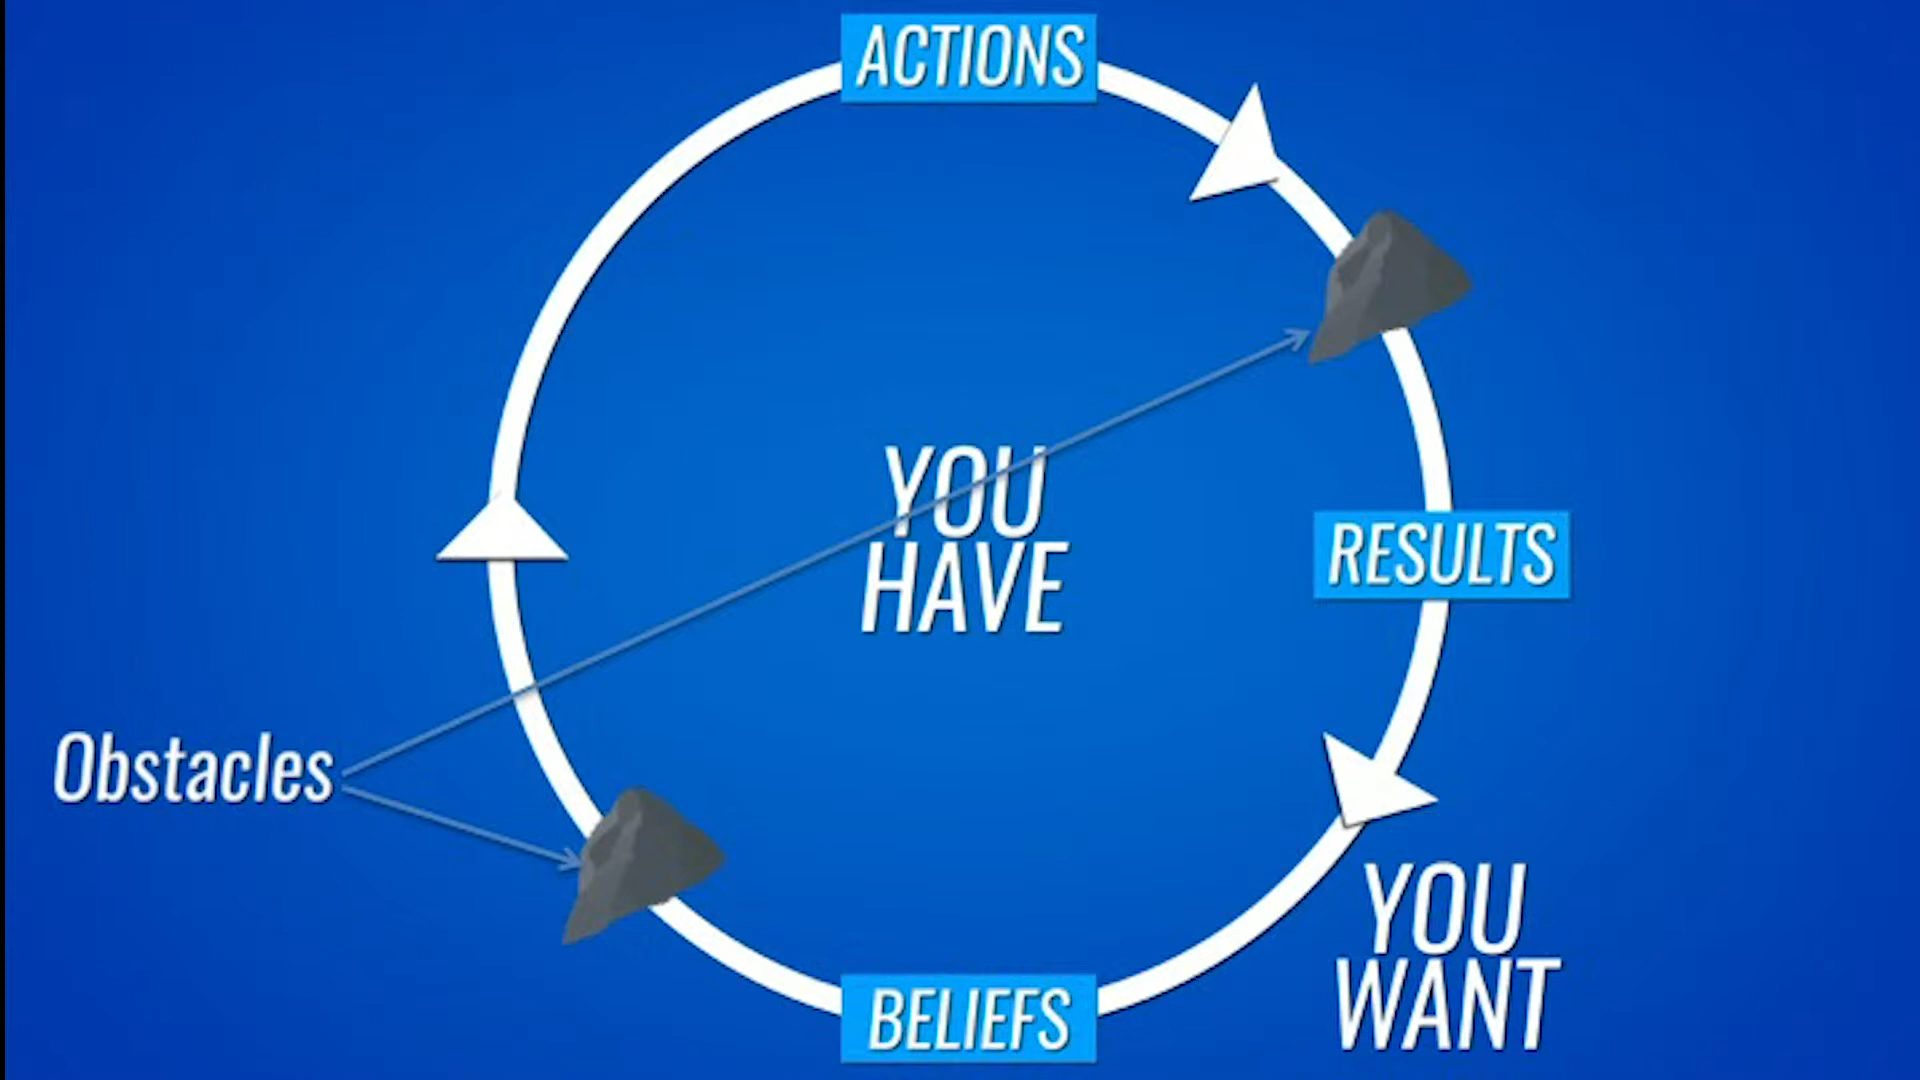 ACTIONS
YOU
HAVE
RESULTS
Obstacles
YOU
WANT
BELIEFS